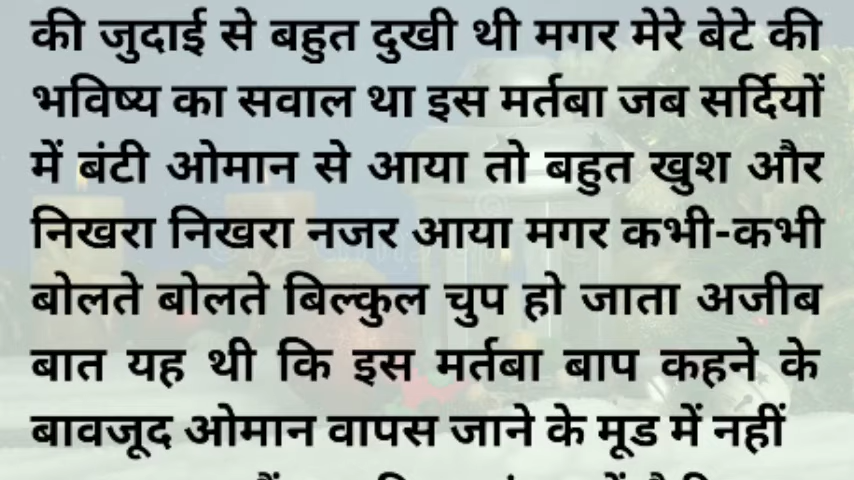 की जुदाई से बहुत दुखी थी मगर मेरे बेटे की
भविष्य का सवाल था इस मर्तबा जब सर्दियों
में बंटी ओमान से आया तो बहुत खुश और
निखरा निखरा नजर आया मगर कभी-कभी
बोलते बोलते बिल्कुल चुप हो जाता अजीब
बात यह थी कि इस मर्तबा बाप कहने के
बावजूद ओमान वापस जाने के मूड में नहीं